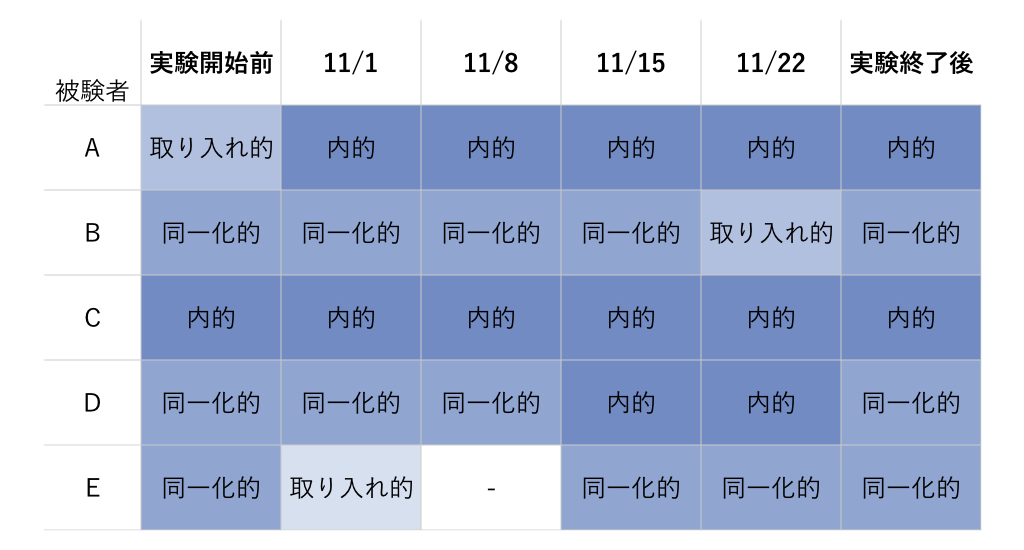 被験者 実験開始前 11/1 11/8 11/15 11/22 実験終了後
A 取り入れ的 内的 内的 内的 内的 内的
B 同一化的 同一化的 同一化的 同一化的 取り入れ的 同一化的
C 内的 内的 内的 内的 内的 内的
D 同一化的 同一化的 同一化的 内的 内的 同一化的
E 同一化的 取り入れ的 - 同一化的 同一化的 同一化的